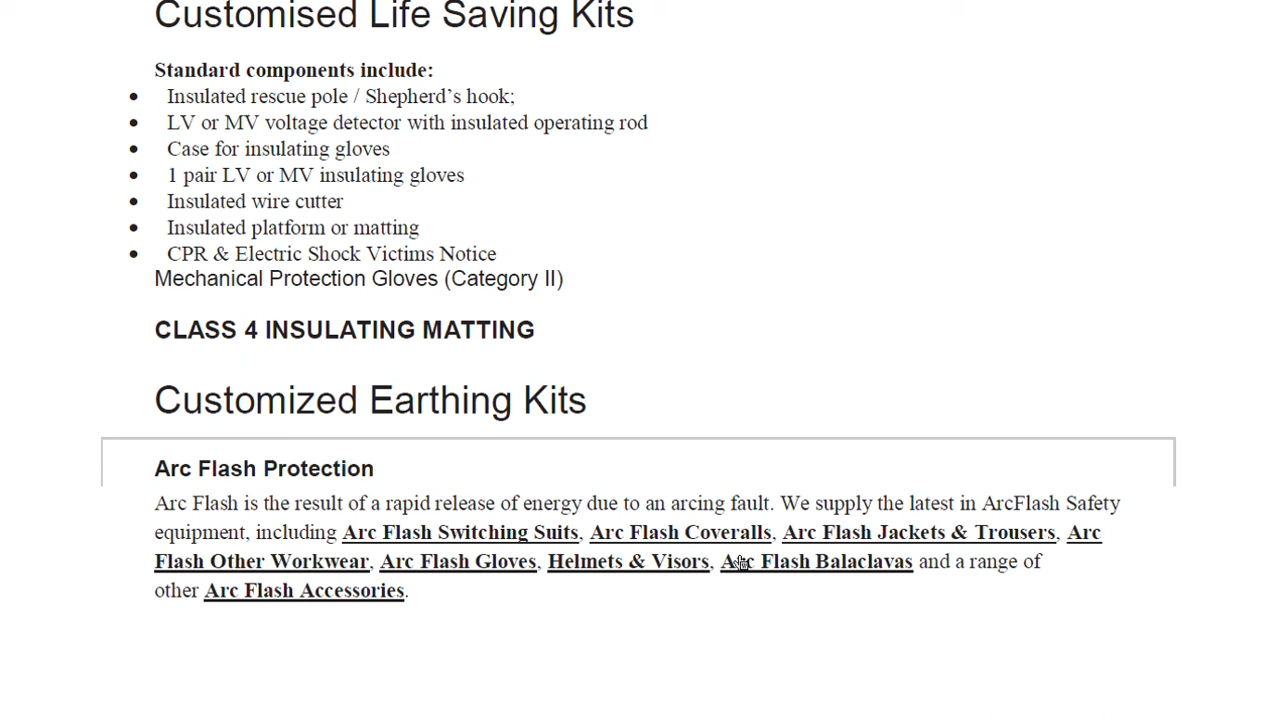 Customised Life Saving Kits
Standard components include:
• Insulated rescue pole / Shepherd's hook;
• LV or MV voltage detector with insulated operating rod
• Case for insulating gloves
• 1 pair LV or MV insulating gloves
• Insulated wire cutter
• Insulated platform or matting
• CPR & Electric Shock Victims Notice
Mechanical Protection Gloves (Category II)
CLASS 4 INSULATING MATTING
Customized Earthing Kits
Arc Flash Protection
Arc Flash is the result of a rapid release of energy due to an arcing fault. We supply the latest in ArcFlash Safety
equipment, including Arc Flash Switching Suits, Arc Flash Coveralls, Arc Flash Jackets & Trousers, Arc
Flash Other Workwear, Arc Flash Gloves, Helmets & Visors, Arc Flash Balaclavas and a range of
other Arc Flash Accessories.